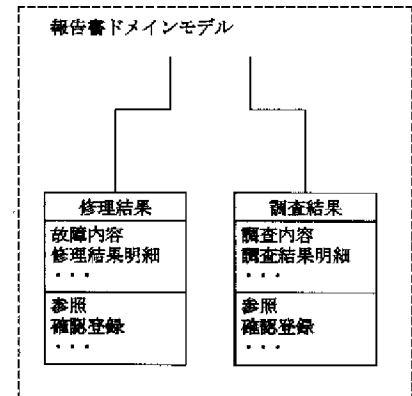 報告書ドメインモデル
修理結果
故障内容
修理結果明細
・・・
参照
確認登録
・・・
調査結果
調査内容
調査結果明細
・・・
参照
確認登録
・・・